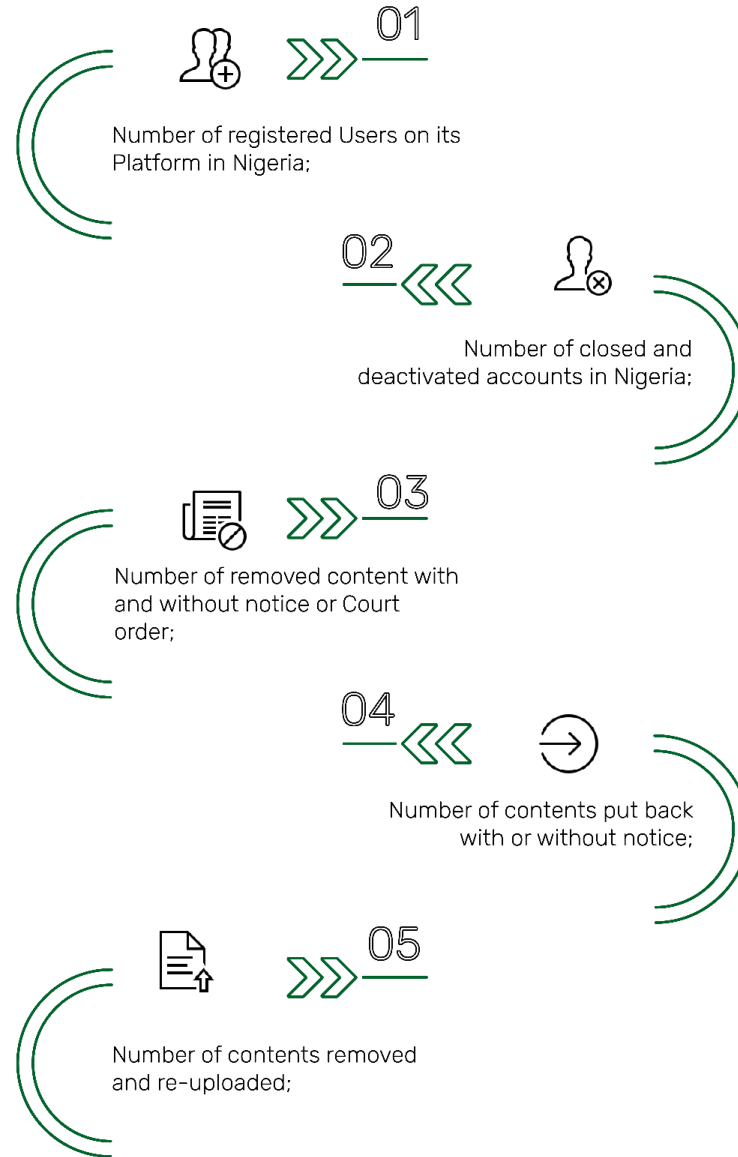 01
Number of registered Users on its
Platform in Nigeria;
02
Number of closed and
deactivated accounts in Nigeria;
03
Number of removed content with
and without notice or Court
order;
04
Number of contents put back
with or without notice;
05
Number of contents removed
and re-uploaded;